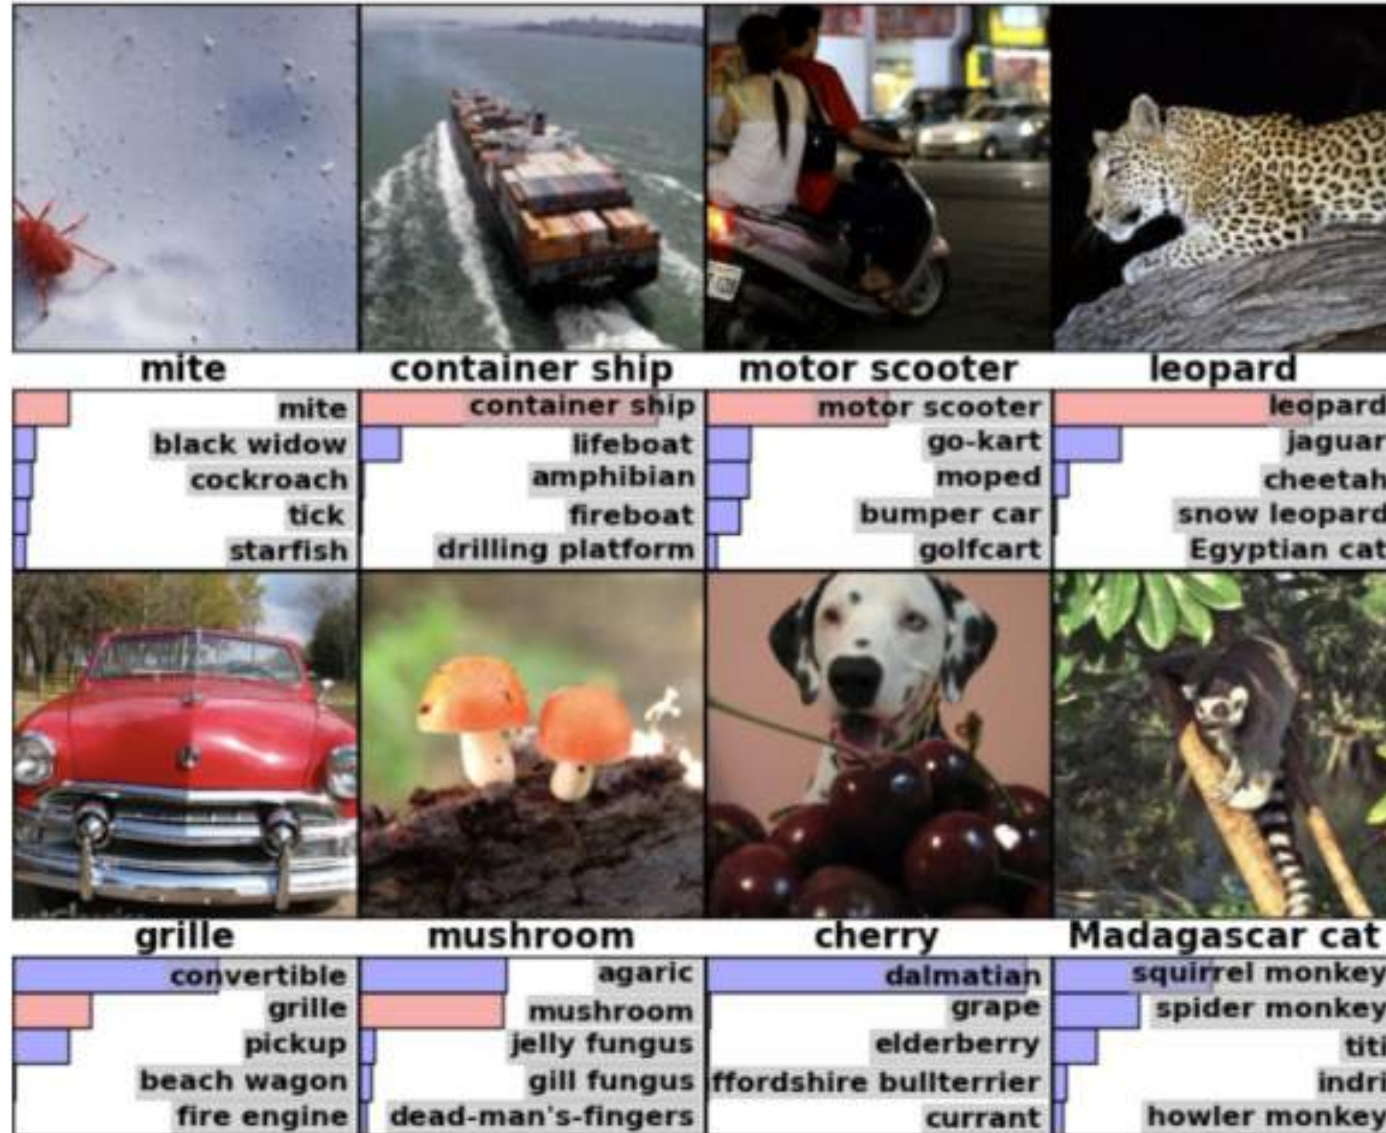 mite
container ship
motor scooter
leopard
mite
black widow
cockroach
tick
starfish
container ship
lifeboat
amphibian
fireboat
drilling platform
motor scooter
go-kart
moped
bumper car
golfcart
leopard
jaguar
cheetah
snow leopard
Egyptian cat
grille
mushroom
cherry
Madagascar cat
convertible
grille
pickup
beach wagon
fire engine
agaric
mushroom
jelly fungus
gill fungus
dead-man's-fingers
dalmatian
grape
elderberry
ffordshire bullterrier
currant
squirrel monkey
spider monkey
titi
indri
howler monkey